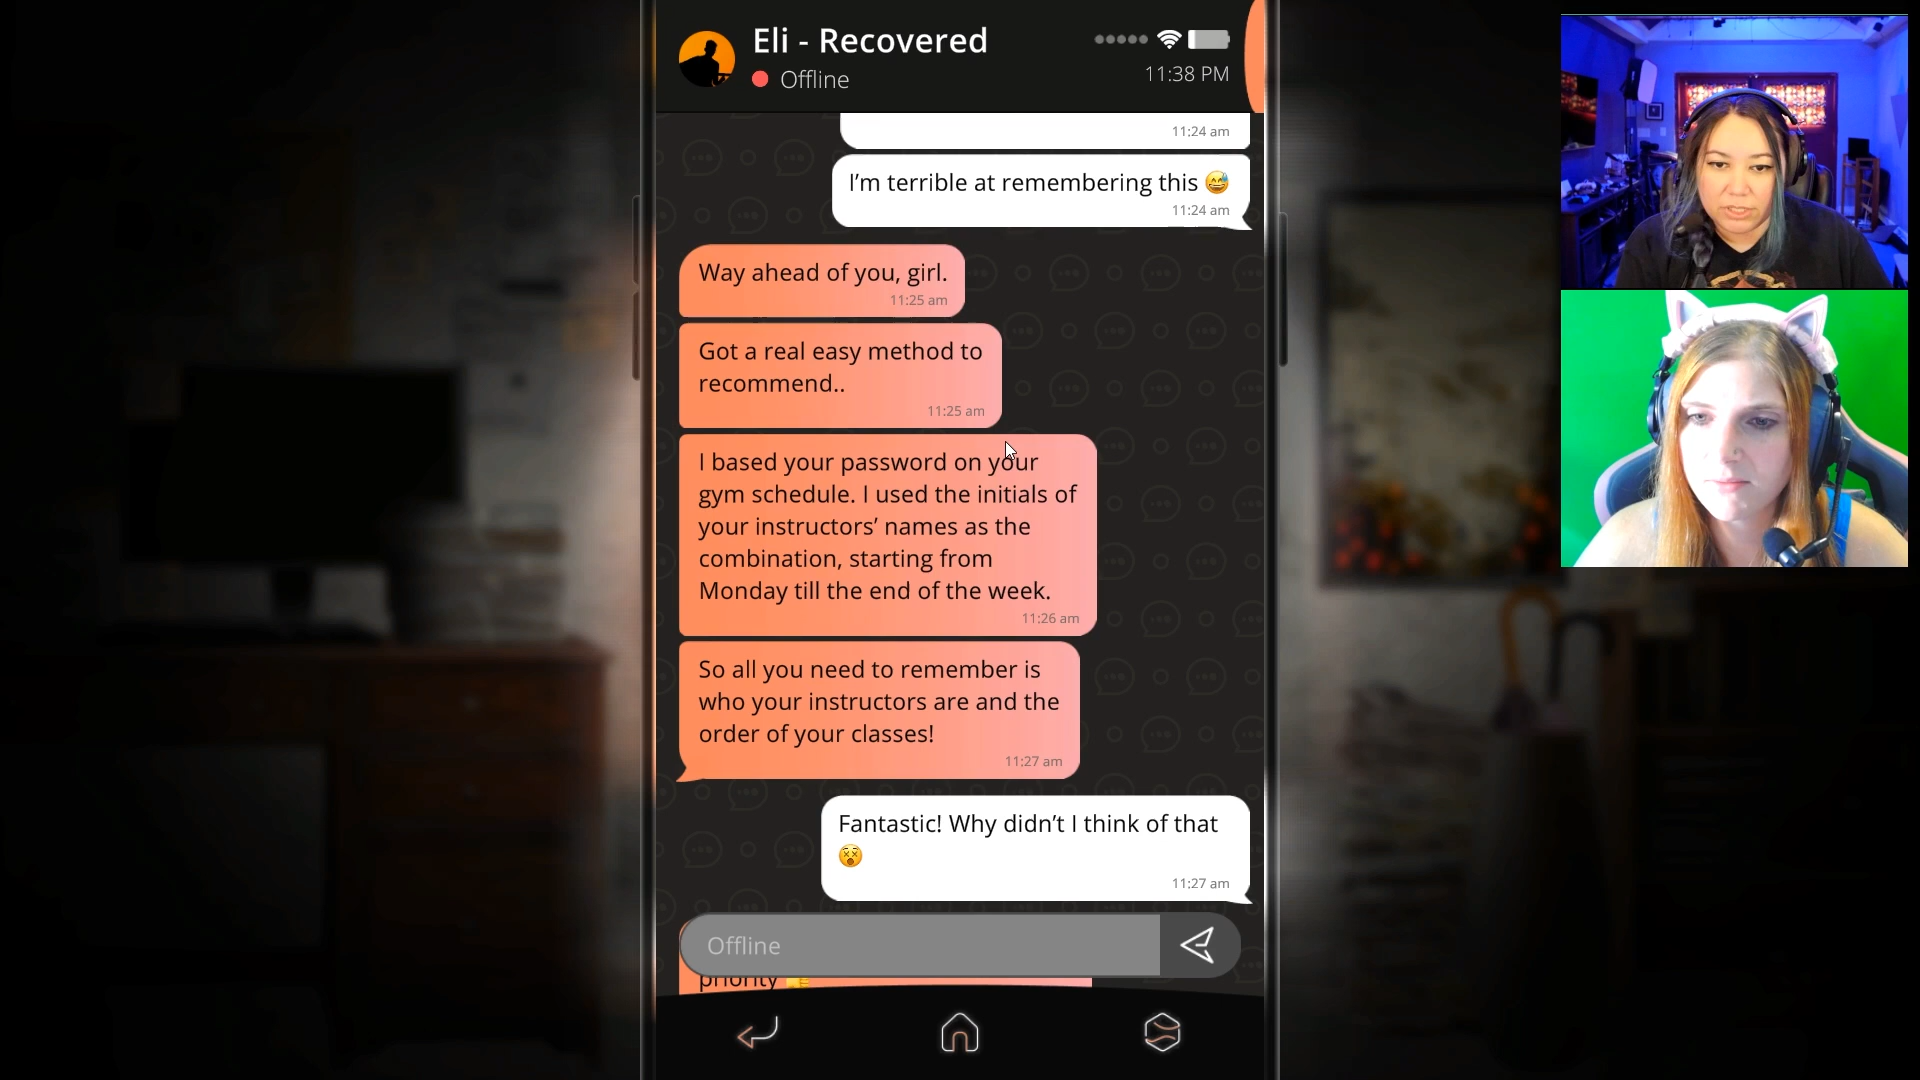 Eli - Recovered
Offline
11:38 PM
11:24 am
I'm terrible at remembering this 😅
11:24 am
Way ahead of you, girl.
11:25 am
Got a real easy method to
recommend..
11:25 am
I based your password on your
gym schedule. I used the initials of
your instructors' names as the
combination, starting from
Monday till the end of the week.
11:26 am
So all you need to remember is
who your instructors are and the
order of your classes!
11:27 am
Fantastic! Why didn't I think of that
😵
11:27 am
Offline
priority 👍